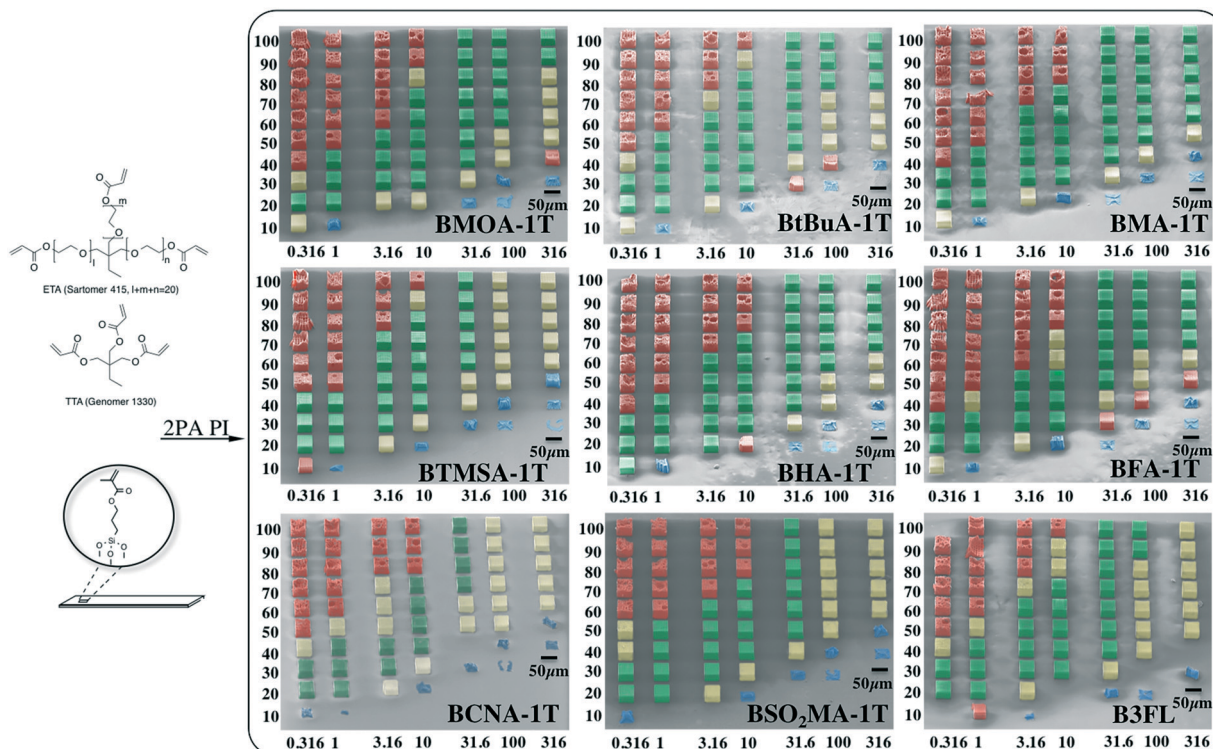 O
O
m
O
O
O
O
l
O
O
n
O
O
ETA (Sartomer 415, l+m+n=20)
O
O
O
O
O
O
TTA (Genomer 1330)
2PA PI
O
O
Si
O
O
O
100
90
80
70
60
50
40
30
20
10
50μm
BMOA-1T
0.316 1 3.16 10 31.6 100 316
100
90
80
70
60
50
40
30
20
10
50μm
BtBuA-1T
0.316 1 3.16 10 31.6 100 316
100
90
80
70
60
50
40
30
20
10
50μm
BMA-1T
0.316 1 3.16 10 31.6 100 316
100
90
80
70
60
50
40
30
20
10
50μm
BTMSA-1T
0.316 1 3.16 10 31.6 100 316
100
90
80
70
60
50
40
30
20
10
50μm
BHA-1T
0.316 1 3.16 10 31.6 100 316
100
90
80
70
60
50
40
30
20
10
50μm
BFA-1T
0.316 1 3.16 10 31.6 100 316
100
90
80
70
60
50
40
30
20
10
50μm
BCNA-1T
0.316 1 3.16 10 31.6 100 316
100
90
80
70
60
50
40
30
20
10
50μm
BSO₂MA-1T
0.316 1 3.16 10 31.6 100 316
100
90
80
70
60
50
40
30
20
10
50μm
B3FL
0.316 1 3.16 10 31.6 100 316